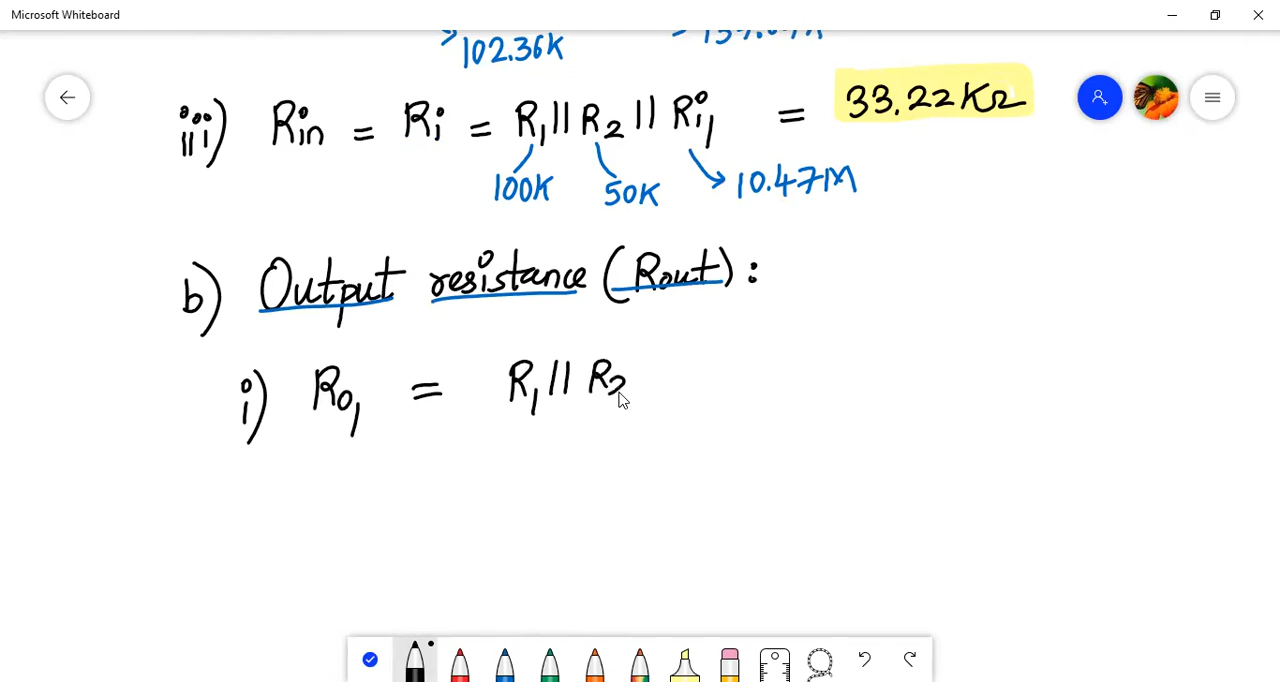 Microsoft Whiteboard
102.36K
iii) Rin = Ri = R1 || R2 || Ri1 = 33.22 KΩ
100K 50K 10.47M
b) Output resistance (Rout) :
i) Ro1 = R1 || R2